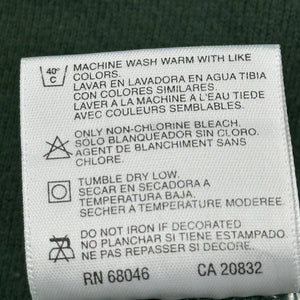 40°
C
MACHINE WASH WARM WITH LIKE
COLORS.
LAVAR EN LAVADORA EN AGUA TIBIA
CON COLORES SIMILARES.
LAVER À LA MACHINE A L'EAU TIEDE
AVEC COULEURS SEMBLABLES.
ONLY NON-CHLORINE BLEACH.
SÓLO BLANQUEADOR SIN CLORO.
AGENT DE BLANCHIMENT SANS
CHLORE.
TUMBLE DRY LOW.
SECAR EN SECADORA A
TEMPERATURA BAJA.
SECHER A TEMPERATURE MODEREE.
DO NOT IRON IF DECORATED
NO PLANCHAR SI TIENE ESTAMPADO
NE PAS REPASSER SI DECORE.
RN 68046 CA 20832